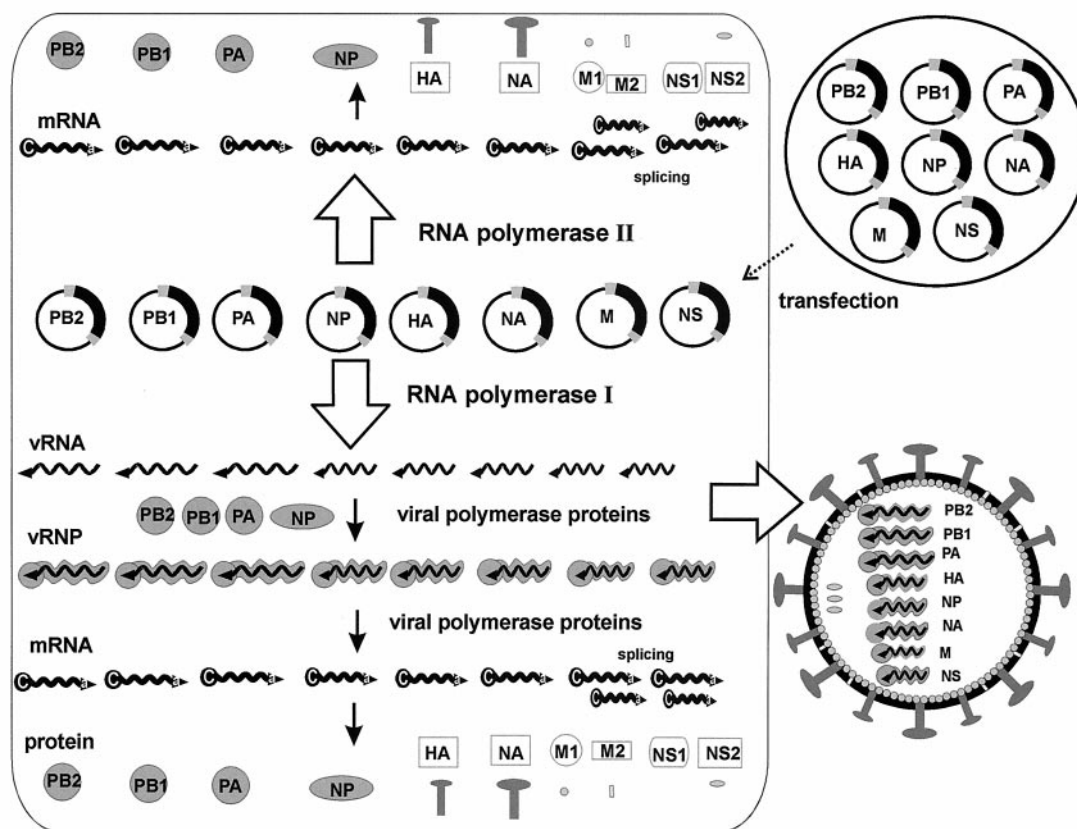 PB2 PB1 PA NP
HA NA M1 M2 NS1 NS2
mRNA
C a C a C a C a C a C a C a C a C a C a
splicing
RNA polymerase II
PB2 PB1 PA NP HA NA M NS
RNA polymerase I
vRNA
PB2 PB1 PA NP
viral polymerase proteins
vRNP
viral polymerase proteins
mRNA
splicing
C a C a C a C a C a C a C a C a C a C a
protein
HA NA M1 M2 NS1 NS2
PB2 PB1 PA NP
PB2 PB1 PA
HA NP NA
M NS
transfection
PB2
PB1
PA
HA
NP
NA
M
NS